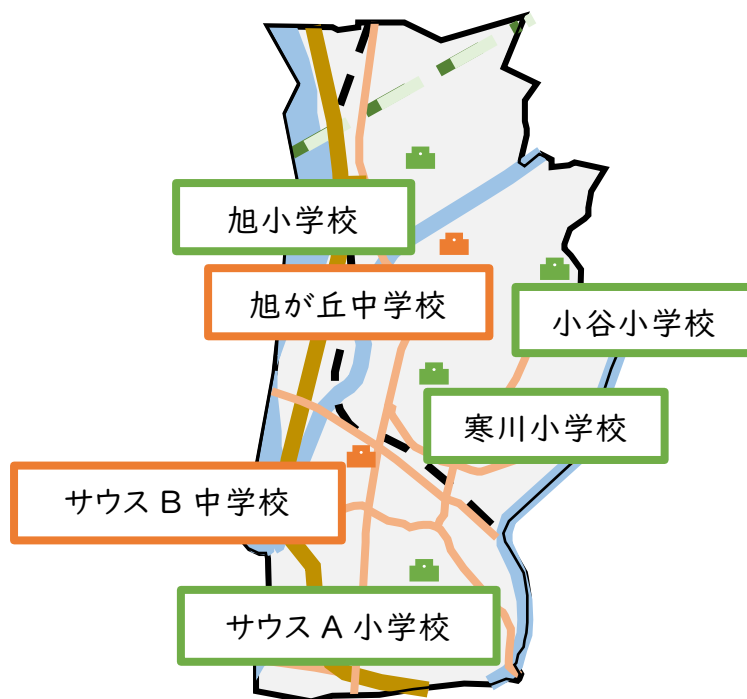 旭小学校
旭が丘中学校
小谷小学校
寒川小学校
サウス B 中学校
サウス A 小学校